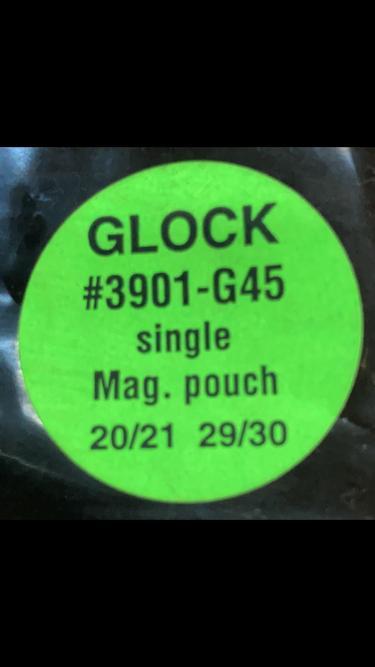 GLOCK
#3901-G45
single
Mag. pouch
20/21 29/30